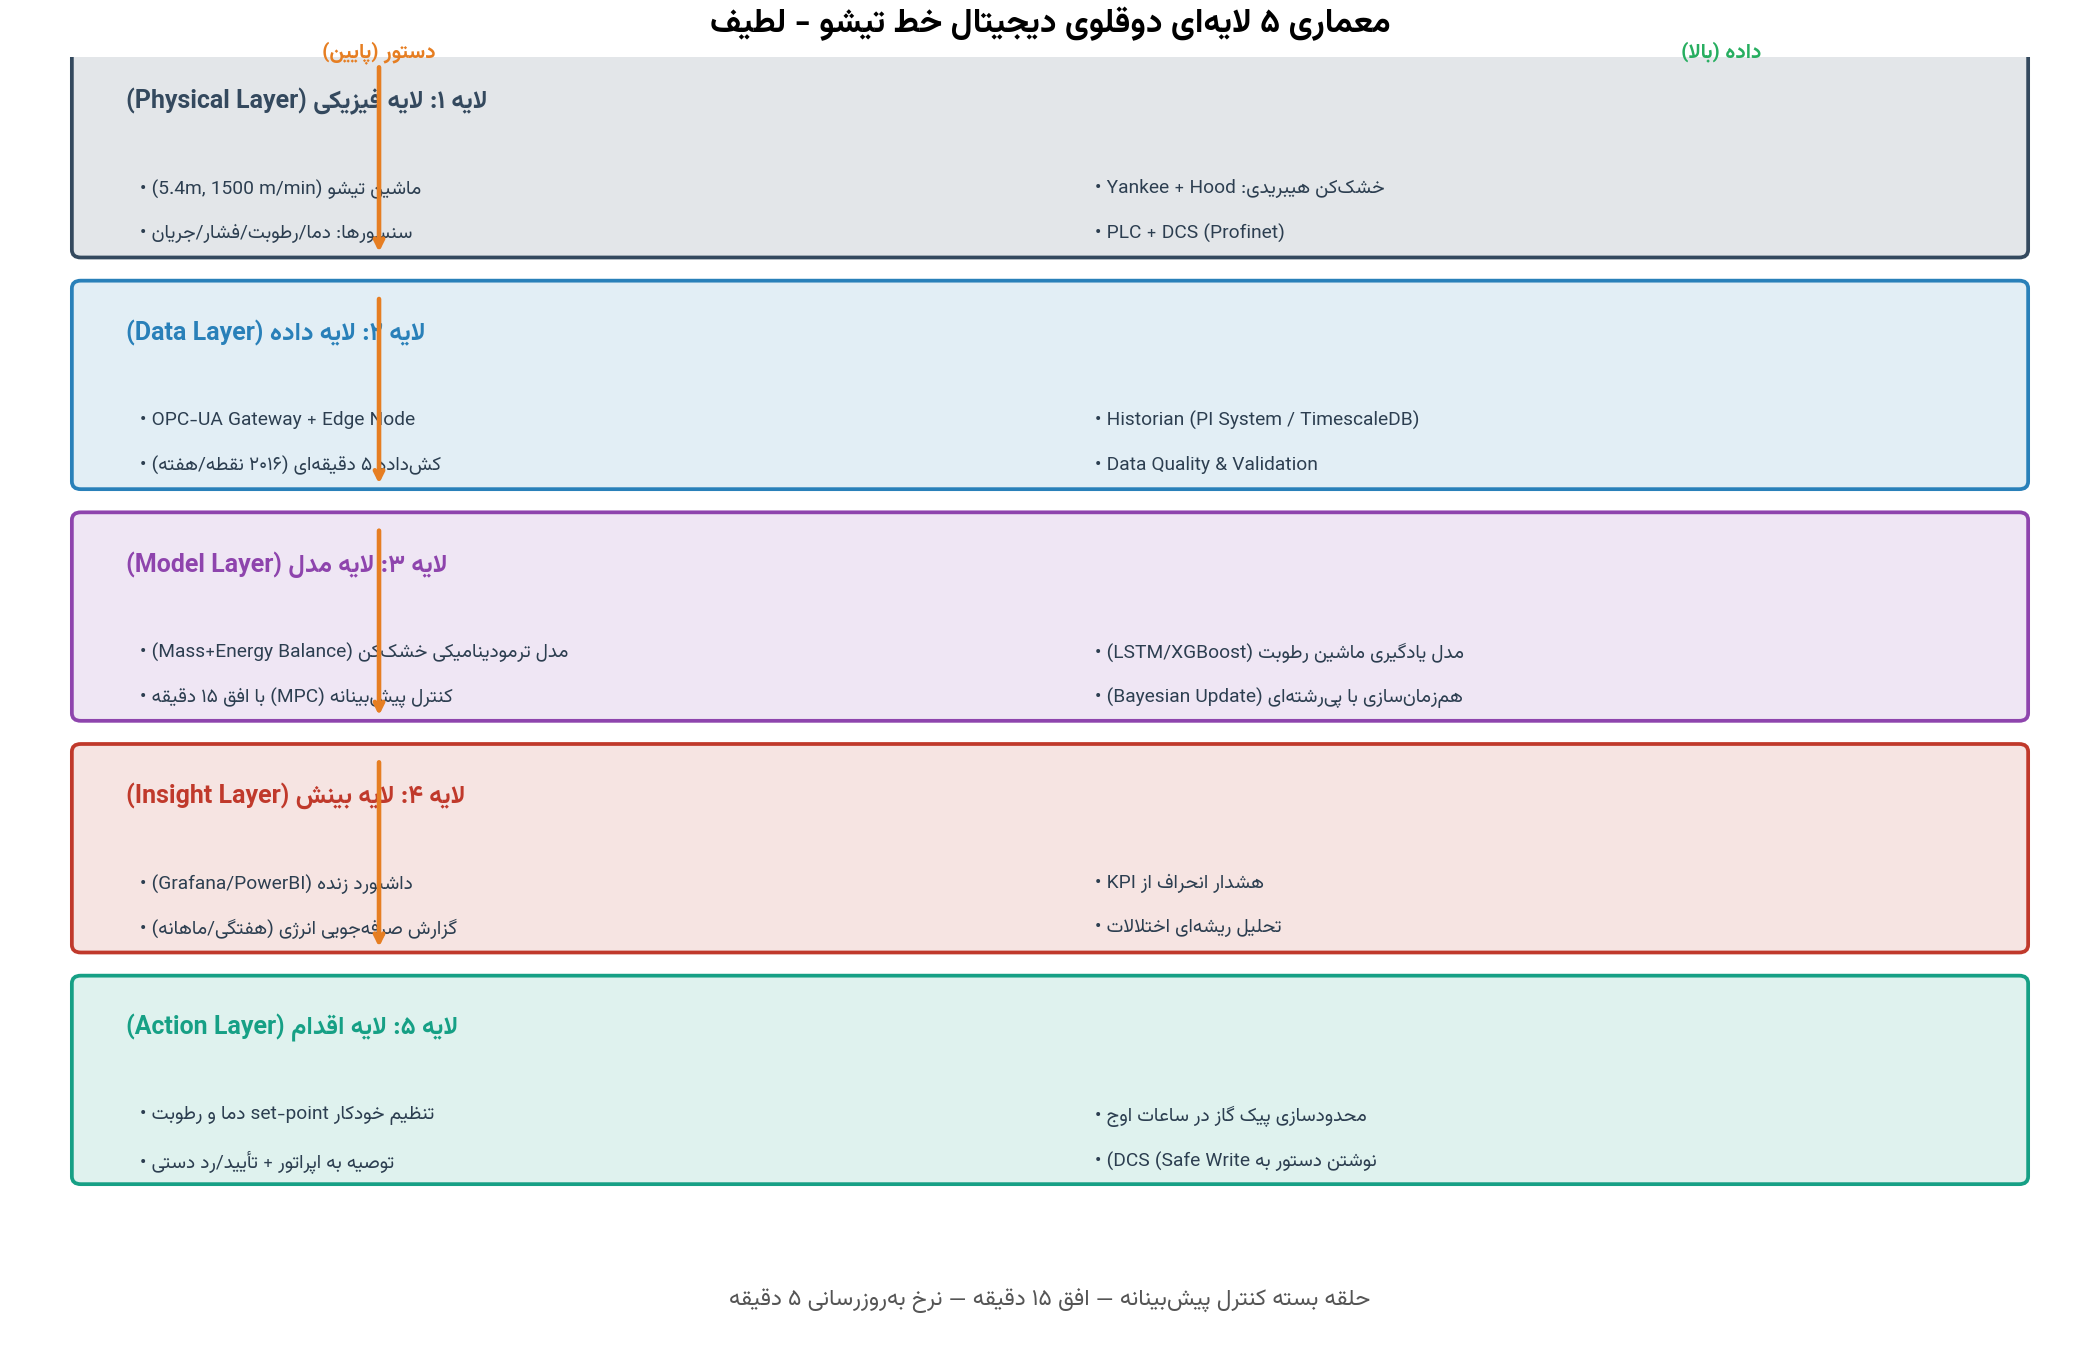 معماری ۵ لایه‌ای دوقلوی دیجیتال خط تیشو - لطیف
دستور (پایین)
داده (بالا)
لایه ۱: لایه فیزیکی (Physical Layer)
• ماشین تیشو (5.4m, 1500 m/min)
• خشک‌کن هیبریدی: Yankee + Hood
• سنسورها: دما/رطوبت/فشار/جریان
• PLC + DCS (Profinet)
لایه ۲: لایه داده (Data Layer)
• OPC-UA Gateway + Edge Node
• Historian (PI System / TimescaleDB)
• کش‌داده ۵ دقیقه‌ای (۲۰۱۶ نقطه/هفته)
• Data Quality & Validation
لایه ۳: لایه مدل (Model Layer)
• مدل ترمودینامیکی خشک‌کن (Mass+Energy Balance)
• مدل یادگیری ماشین رطوبت (LSTM/XGBoost)
• کنترل پیش‌بینانه (MPC) با افق ۱۵ دقیقه
• هم‌زمان‌سازی با پی‌رشته‌ای (Bayesian Update)
لایه ۴: لایه بینش (Insight Layer)
• داشبورد زنده (Grafana/PowerBI)
• هشدار انحراف از KPI
• گزارش صرفه‌جویی انرژی (هفتگی/ماهانه)
• تحلیل ریشه‌ای اختلالات
لایه ۵: لایه اقدام (Action Layer)
• تنظیم خودکار set-point دما و رطوبت
• محدودسازی پیک گاز در ساعات اوج
• توصیه به اپراتور + تأیید/رد دستی
• نوشتن دستور به DCS (Safe Write)
حلقه بسته کنترل پیش‌بینانه — افق ۱۵ دقیقه — نرخ به‌روزرسانی ۵ دقیقه